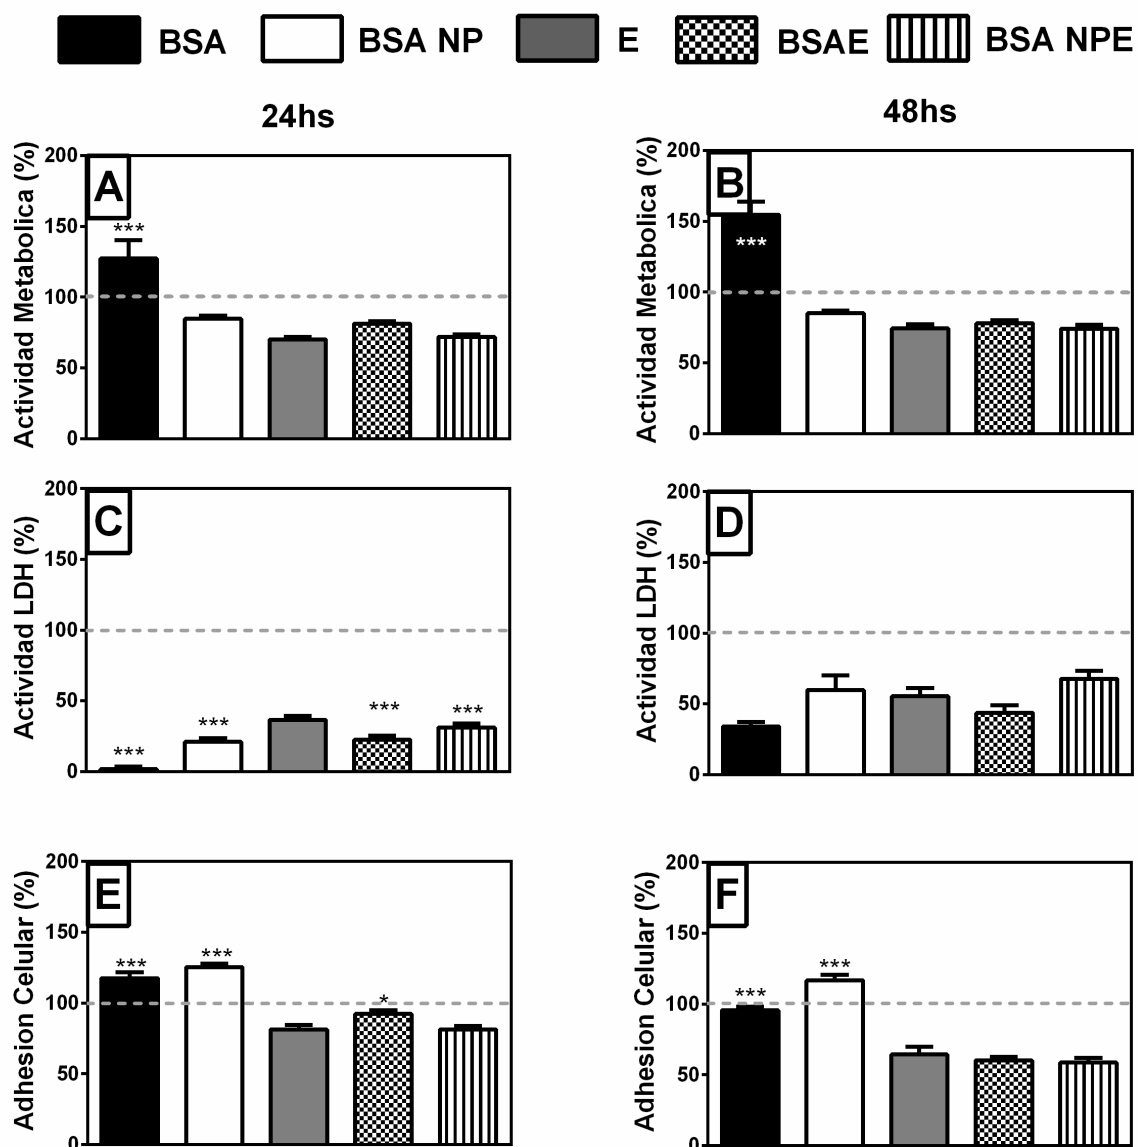 BSA BSA NP E BSAE BSA NPE
24hs 48hs
Actividad Metabolica (%)
200
150
100
50
0
A
***
Actividad Metabolica (%)
200
150
100
50
0
B
***
Actividad LDH (%)
200
150
100
50
0
C
***
***
***
***
Actividad LDH (%)
200
150
100
50
0
D
Adhesion Celular (%)
200
150
100
50
0
E
***
***
*
Adhesion Celular (%)
200
150
100
50
0
F
***
***